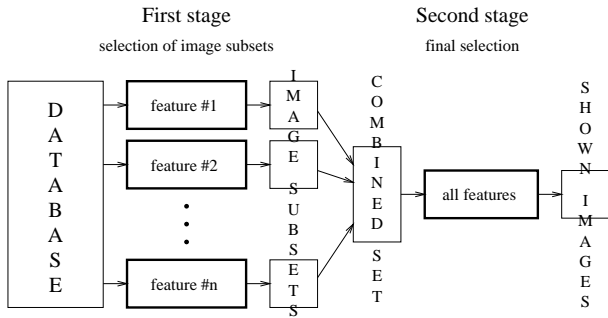 First stage
Second stage
selection of image subsets
final selection
DATABASE
feature #1
feature #2
feature #n
IMAGE SUBSETS
COMBINED SET
all features
SHOWN IMAGES